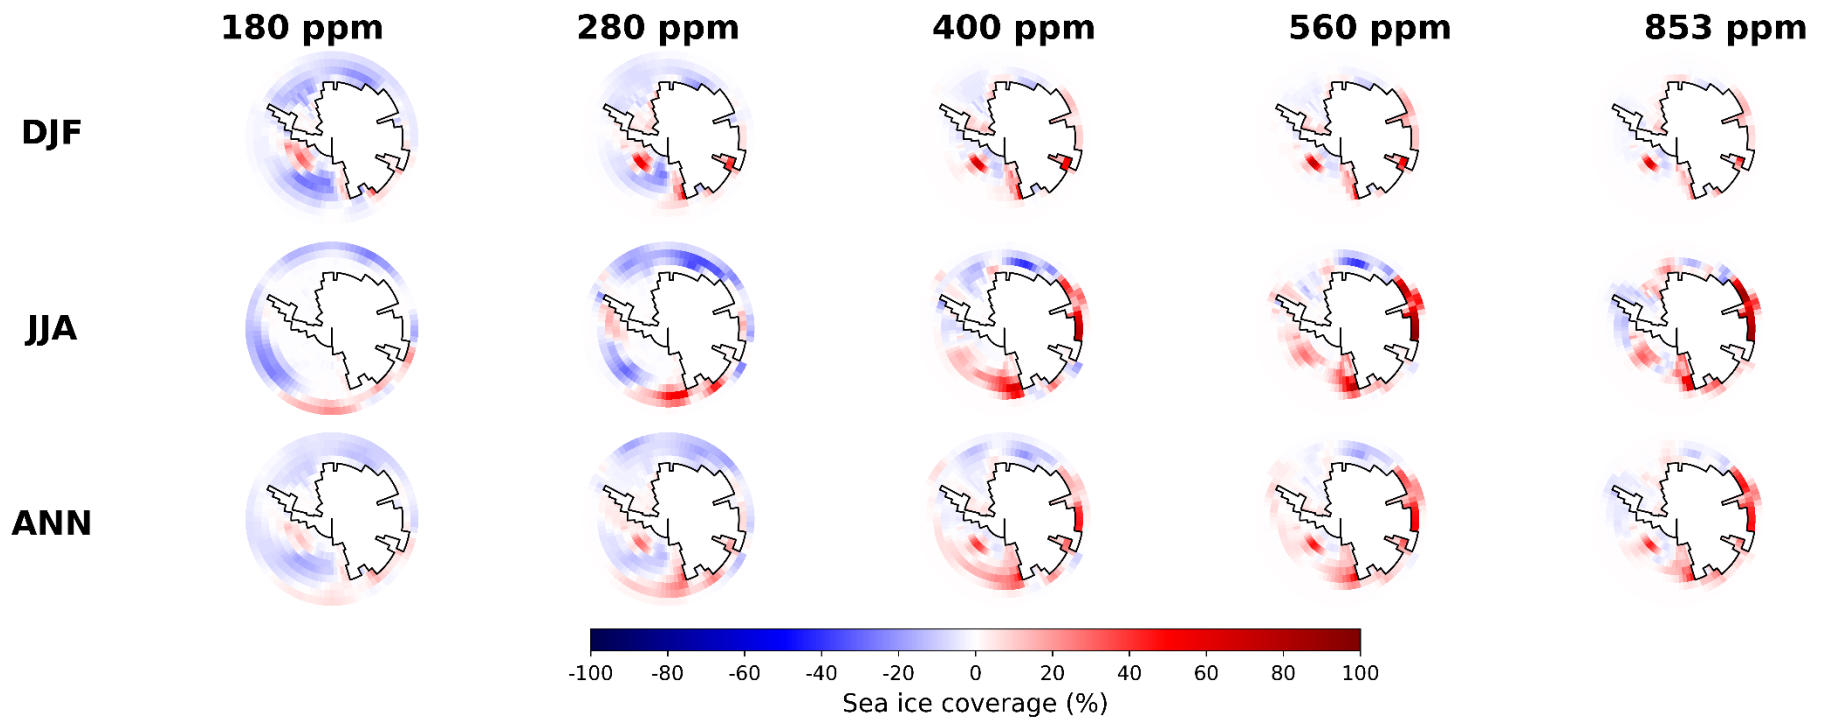 180 ppm 280 ppm 400 ppm 560 ppm 853 ppm
DJF
JJA
ANN
-100 -80 -60 -40 -20 0 20 40 60 80 100
Sea ice coverage (%)